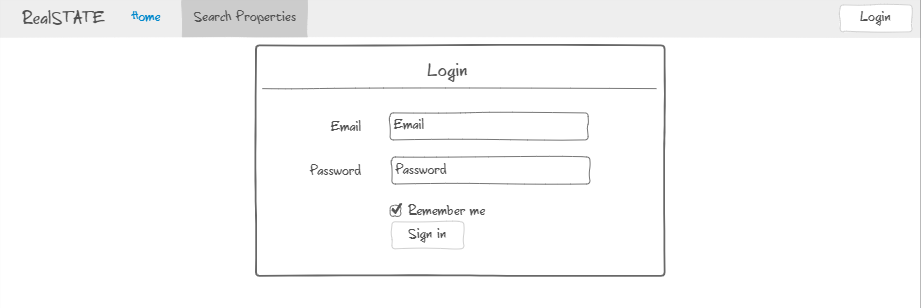 RealSTATE Home Search Properties Login
Login
Email Email
Password Password
Remember me
Sign in